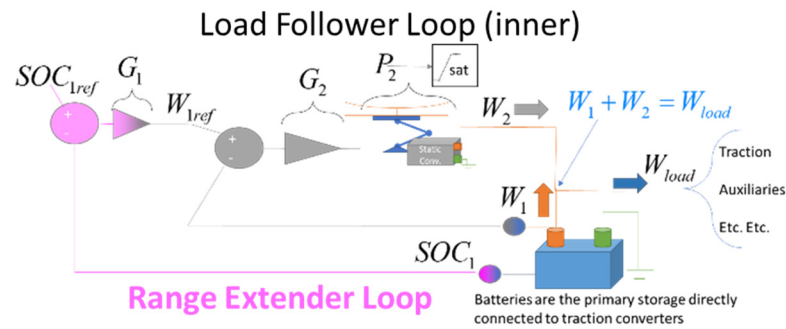 Load Follower Loop (inner)
SOC1ref
G1
W1ref
G2
P2
sat
W2
W1 + W2 = Wload
Static
Conv.
+
-
+
-
W1
Wload
Traction
Auxiliaries
Etc. Etc.
SOC1
Range Extender Loop
Batteries are the primary storage directly
connected to traction converters